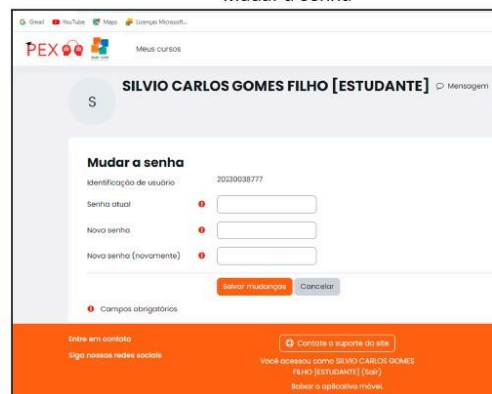 Mudar a senha
Gmail YouTube Maps Licenças Microsoft...
PEX Meus cursos
S
SILVIO CARLOS GOMES FILHO [ESTUDANTE] Mensagem
Mudar a senha
Identificação de usuário 20230038777
Senha atual
Nova senha
Nova senha (novamente)
Salvar mudanças Cancelar
Campos obrigatórios
Entre em contato
Siga nossas redes sociais
Contate o suporte do site
Você acessou como SILVIO CARLOS GOMES
FILHO [ESTUDANTE] (Sair)
Baixar o aplicativo móvel.